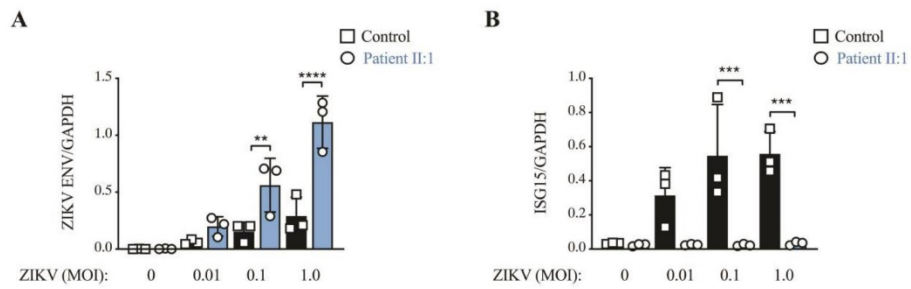 A
Control
Patient II:1
ZIKV ENV/GAPDH
1.5
1.0
0.5
0.0
**
****
ZIKV (MOI): 0 0.01 0.1 1.0
B
Control
Patient II:1
ISG15/GAPDH
1.0
0.8
0.6
0.4
0.2
0.0
***
***
ZIKV (MOI): 0 0.01 0.1 1.0